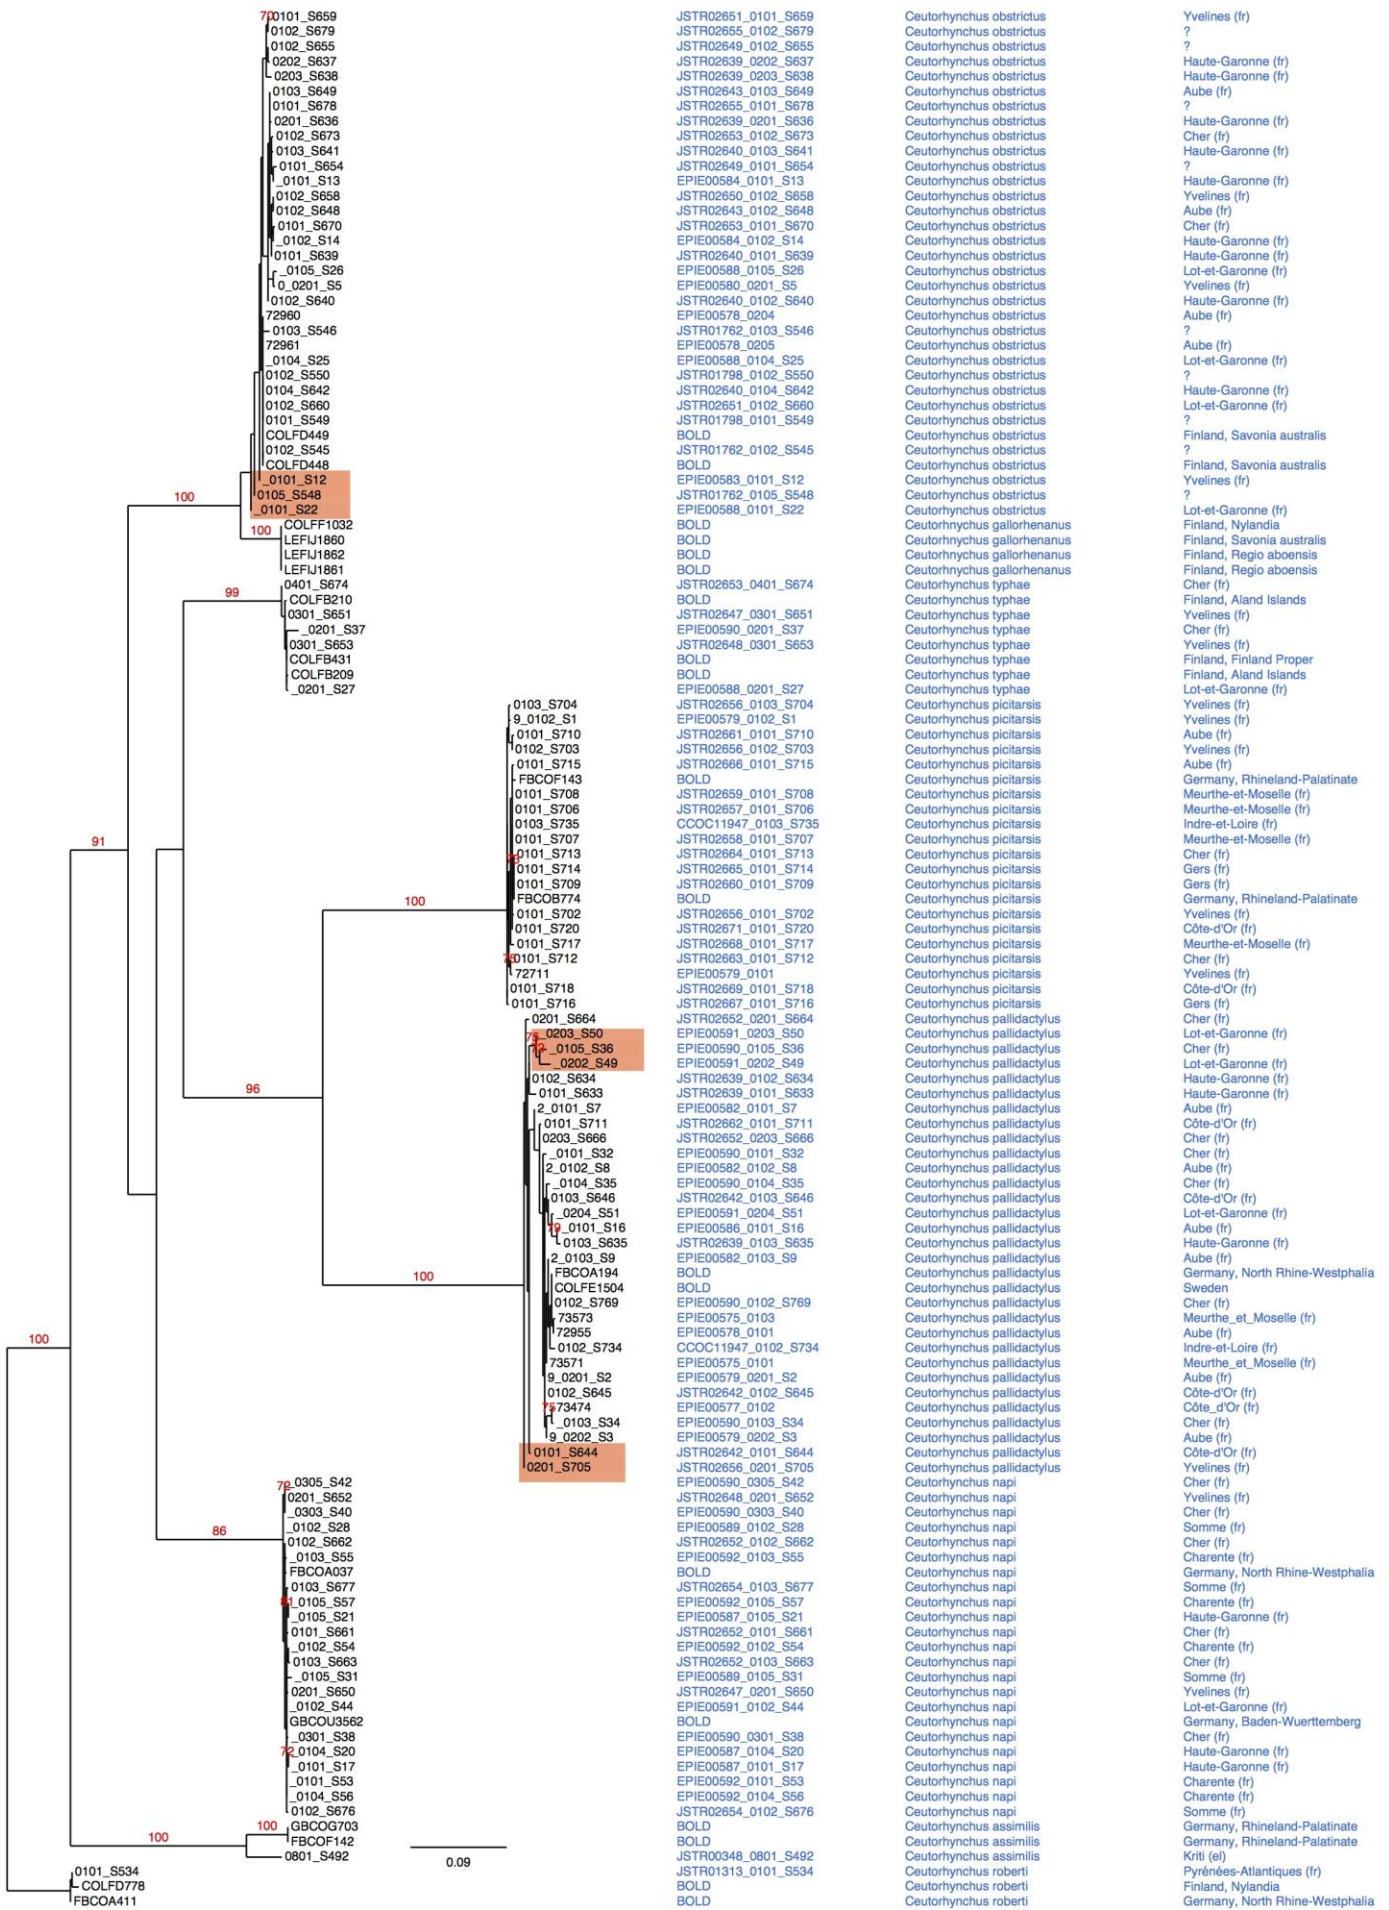 70 0101_S659 JSTR02651_0101_S659 Ceutorhynchus obstrictus Yvelines (fr)
0102_S679 JSTR02655_0102_S679 Ceutorhynchus obstrictus ?
0102_S655 JSTR02649_0102_S655 Ceutorhynchus obstrictus ?
0202_S637 JSTR02639_0202_S637 Ceutorhynchus obstrictus Haute-Garonne (fr)
0203_S638 JSTR02639_0203_S638 Ceutorhynchus obstrictus Haute-Garonne (fr)
0103_S649 JSTR02643_0103_S649 Ceutorhynchus obstrictus Aube (fr)
0101_S678 JSTR02655_0101_S678 Ceutorhynchus obstrictus ?
0201_S636 JSTR02639_0201_S636 Ceutorhynchus obstrictus Haute-Garonne (fr)
0102_S673 JSTR02653_0102_S673 Ceutorhynchus obstrictus Cher (fr)
0103_S641 JSTR02640_0103_S641 Ceutorhynchus obstrictus Haute-Garonne (fr)
0101_S654 JSTR02649_0101_S654 Ceutorhynchus obstrictus ?
_0101_S13 EPIE00584_0101_S13 Ceutorhynchus obstrictus Haute-Garonne (fr)
0102_S658 JSTR02650_0102_S658 Ceutorhynchus obstrictus Yvelines (fr)
0102_S648 JSTR02643_0102_S648 Ceutorhynchus obstrictus Aube (fr)
0101_S670 JSTR02653_0101_S670 Ceutorhynchus obstrictus Cher (fr)
_0102_S14 EPIE00584_0102_S14 Ceutorhynchus obstrictus Haute-Garonne (fr)
0101_S639 JSTR02640_0101_S639 Ceutorhynchus obstrictus Haute-Garonne (fr)
_0105_S26 EPIE00588_0105_S26 Ceutorhynchus obstrictus Lot-et-Garonne (fr)
0_0201_S5 EPIE00580_0201_S5 Ceutorhynchus obstrictus Yvelines (fr)
0102_S640 JSTR02640_0102_S640 Ceutorhynchus obstrictus Haute-Garonne (fr)
72960 EPIE00578_0204 Ceutorhynchus obstrictus Aube (fr)
0103_S546 JSTR01762_0103_S546 Ceutorhynchus obstrictus ?
72961 EPIE00578_0205 Ceutorhynchus obstrictus Aube (fr)
_0104_S25 EPIE00588_0104_S25 Ceutorhynchus obstrictus Lot-et-Garonne (fr)
0102_S550 JSTR01798_0102_S550 Ceutorhynchus obstrictus ?
0104_S642 JSTR02640_0104_S642 Ceutorhynchus obstrictus Haute-Garonne (fr)
0102_S660 JSTR02651_0102_S660 Ceutorhynchus obstrictus Lot-et-Garonne (fr)
0101_S549 JSTR01798_0101_S549 Ceutorhynchus obstrictus ?
COLFD449 BOLD Ceutorhynchus obstrictus Finland, Savonia australis
0102_S545 JSTR01762_0102_S545 Ceutorhynchus obstrictus ?
COLFD448 BOLD Ceutorhynchus obstrictus Finland, Savonia australis
_0101_S12 EPIE00583_0101_S12 Ceutorhynchus obstrictus Yvelines (fr)
100 0105_S548 JSTR01762_0105_S548 Ceutorhynchus obstrictus ?
_0101_S22 EPIE00588_0101_S22 Ceutorhynchus obstrictus Lot-et-Garonne (fr)
100 COLFF1032 BOLD Ceutorhnychus gallorhenanus Finland, Nylandia
LEFIJ1860 BOLD Ceutorhnychus gallorhenanus Finland, Savonia australis
LEFIJ1862 BOLD Ceutorhnychus gallorhenanus Finland, Regio aboensis
LEFIJ1861 BOLD Ceutorhnychus gallorhenanus Finland, Regio aboensis
0401_S674 JSTR02653_0401_S674 Ceutorhynchus typhae Cher (fr)
99 COLFB210 BOLD Ceutorhynchus typhae Finland, Aland Islands
0301_S651 JSTR02647_0301_S651 Ceutorhynchus typhae Yvelines (fr)
_0201_S37 EPIE00590_0201_S37 Ceutorhynchus typhae Cher (fr)
0301_S653 JSTR02648_0301_S653 Ceutorhynchus typhae Yvelines (fr)
COLFB431 BOLD Ceutorhynchus typhae Finland, Finland Proper
COLFB209 BOLD Ceutorhynchus typhae Finland, Aland Islands
_0201_S27 EPIE00588_0201_S27 Ceutorhynchus typhae Lot-et-Garonne (fr)
0103_S704 JSTR02656_0103_S704 Ceutorhynchus picitarsis Yvelines (fr)
9_0102_S1 EPIE00579_0102_S1 Ceutorhynchus picitarsis Yvelines (fr)
0101_S710 JSTR02661_0101_S710 Ceutorhynchus picitarsis Aube (fr)
0102_S703 JSTR02656_0102_S703 Ceutorhynchus picitarsis Yvelines (fr)
0101_S715 JSTR02666_0101_S715 Ceutorhynchus picitarsis Aube (fr)
FBCOF143 BOLD Ceutorhynchus picitarsis Germany, Rhineland-Palatinate
0101_S708 JSTR02659_0101_S708 Ceutorhynchus picitarsis Meurthe-et-Moselle (fr)
0101_S706 JSTR02657_0101_S706 Ceutorhynchus picitarsis Meurthe-et-Moselle (fr)
0103_S735 CCOC11947_0103_S735 Ceutorhynchus picitarsis Indre-et-Loire (fr)
91 0101_S707 JSTR02658_0101_S707 Ceutorhynchus picitarsis Meurthe-et-Moselle (fr)
0101_S713 JSTR02664_0101_S713 Ceutorhynchus picitarsis Cher (fr)
0101_S714 JSTR02665_0101_S714 Ceutorhynchus picitarsis Gers (fr)
0101_S709 JSTR02660_0101_S709 Ceutorhynchus picitarsis Gers (fr)
100 FBCOB774 BOLD Ceutorhynchus picitarsis Germany, Rhineland-Palatinate
0101_S702 JSTR02656_0101_S702 Ceutorhynchus picitarsis Yvelines (fr)
0101_S720 JSTR02671_0101_S720 Ceutorhynchus picitarsis Côte-d'Or (fr)
0101_S717 JSTR02668_0101_S717 Ceutorhynchus picitarsis Meurthe-et-Moselle (fr)
0101_S712 JSTR02663_0101_S712 Ceutorhynchus picitarsis Cher (fr)
72711 EPIE00579_0101 Ceutorhynchus picitarsis Yvelines (fr)
0101_S718 JSTR02669_0101_S718 Ceutorhynchus picitarsis Côte-d'Or (fr)
0101_S716 JSTR02667_0101_S716 Ceutorhynchus picitarsis Gers (fr)
0201_S664 JSTR02652_0201_S664 Ceutorhynchus pallidactylus Cher (fr)
_0203_S50 EPIE00591_0203_S50 Ceutorhynchus pallidactylus Lot-et-Garonne (fr)
_0105_S36 EPIE00590_0105_S36 Ceutorhynchus pallidactylus Cher (fr)
_0202_S49 EPIE00591_0202_S49 Ceutorhynchus pallidactylus Lot-et-Garonne (fr)
0102_S634 JSTR02639_0102_S634 Ceutorhynchus pallidactylus Haute-Garonne (fr)
96 0101_S633 JSTR02639_0101_S633 Ceutorhynchus pallidactylus Haute-Garonne (fr)
2_0101_S7 EPIE00582_0101_S7 Ceutorhynchus pallidactylus Aube (fr)
0101_S711 JSTR02662_0101_S711 Ceutorhynchus pallidactylus Côte-d'Or (fr)
0203_S666 JSTR02652_0203_S666 Ceutorhynchus pallidactylus Cher (fr)
_0101_S32 EPIE00590_0101_S32 Ceutorhynchus pallidactylus Cher (fr)
2_0102_S8 EPIE00582_0102_S8 Ceutorhynchus pallidactylus Aube (fr)
_0104_S35 EPIE00590_0104_S35 Ceutorhynchus pallidactylus Cher (fr)
0103_S646 JSTR02642_0103_S646 Ceutorhynchus pallidactylus Côte-d'Or (fr)
_0204_S51 EPIE00591_0204_S51 Ceutorhynchus pallidactylus Lot-et-Garonne (fr)
79 _0101_S16 EPIE00586_0101_S16 Ceutorhynchus pallidactylus Aube (fr)
0103_S635 JSTR02639_0103_S635 Ceutorhynchus pallidactylus Haute-Garonne (fr)
2_0103_S9 EPIE00582_0103_S9 Ceutorhynchus pallidactylus Aube (fr)
100 FBCOA194 BOLD Ceutorhynchus pallidactylus Germany, North Rhine-Westphalia
COLFE1504 BOLD Ceutorhynchus pallidactylus Sweden
0102_S769 EPIE00590_0102_S769 Ceutorhynchus pallidactylus Cher (fr)
73573 EPIE00575_0103 Ceutorhynchus pallidactylus Meurthe_et_Moselle (fr)
72955 EPIE00578_0101 Ceutorhynchus pallidactylus Aube (fr)
100 0102_S734 CCOC11947_0102_S734 Ceutorhynchus pallidactylus Indre-et-Loire (fr)
73571 EPIE00575_0101 Ceutorhynchus pallidactylus Meurthe_et_Moselle (fr)
9_0201_S2 EPIE00579_0201_S2 Ceutorhynchus pallidactylus Aube (fr)
0102_S645 JSTR02642_0102_S645 Ceutorhynchus pallidactylus Côte-d'Or (fr)
75 73474 EPIE00577_0102 Ceutorhynchus pallidactylus Côte_d'Or (fr)
_0103_S34 EPIE00590_0103_S34 Ceutorhynchus pallidactylus Cher (fr)
9_0202_S3 EPIE00579_0202_S3 Ceutorhynchus pallidactylus Aube (fr)
0101_S644 JSTR02642_0101_S644 Ceutorhynchus pallidactylus Côte-d'Or (fr)
0201_S705 JSTR02656_0201_S705 Ceutorhynchus pallidactylus Yvelines (fr)
72 _0305_S42 EPIE00590_0305_S42 Ceutorhynchus napi Cher (fr)
0201_S652 JSTR02648_0201_S652 Ceutorhynchus napi Yvelines (fr)
_0303_S40 EPIE00590_0303_S40 Ceutorhynchus napi Cher (fr)
86 _0102_S28 EPIE00589_0102_S28 Ceutorhynchus napi Somme (fr)
0102_S662 JSTR02652_0102_S662 Ceutorhynchus napi Cher (fr)
_0103_S55 EPIE00592_0103_S55 Ceutorhynchus napi Charente (fr)
FBCOA037 BOLD Ceutorhynchus napi Germany, North Rhine-Westphalia
0103_S677 JSTR02654_0103_S677 Ceutorhynchus napi Somme (fr)
81 _0105_S57 EPIE00592_0105_S57 Ceutorhynchus napi Charente (fr)
_0105_S21 EPIE00587_0105_S21 Ceutorhynchus napi Haute-Garonne (fr)
0101_S661 JSTR02652_0101_S661 Ceutorhynchus napi Cher (fr)
_0102_S54 EPIE00592_0102_S54 Ceutorhynchus napi Charente (fr)
0103_S663 JSTR02652_0103_S663 Ceutorhynchus napi Cher (fr)
_0105_S31 EPIE00589_0105_S31 Ceutorhynchus napi Somme (fr)
0201_S650 JSTR02647_0201_S650 Ceutorhynchus napi Yvelines (fr)
_0102_S44 EPIE00591_0102_S44 Ceutorhynchus napi Lot-et-Garonne (fr)
GBCOU3562 BOLD Ceutorhynchus napi Germany, Baden-Wuerttemberg
_0301_S38 EPIE00590_0301_S38 Ceutorhynchus napi Cher (fr)
72 _0104_S20 EPIE00587_0104_S20 Ceutorhynchus napi Haute-Garonne (fr)
_0101_S17 EPIE00587_0101_S17 Ceutorhynchus napi Haute-Garonne (fr)
_0101_S53 EPIE00592_0101_S53 Ceutorhynchus napi Charente (fr)
_0104_S56 EPIE00592_0104_S56 Ceutorhynchus napi Charente (fr)
0102_S676 JSTR02654_0102_S676 Ceutorhynchus napi Somme (fr)
100 GBCOG703 BOLD Ceutorhynchus assimilis Germany, Rhineland-Palatinate
100 FBCOF142 BOLD Ceutorhynchus assimilis Germany, Rhineland-Palatinate
0801_S492 JSTR00348_0801_S492 Ceutorhynchus assimilis Kriti (el)
0.09
0101_S534 JSTR01313_0101_S534 Ceutorhynchus roberti Pyrénées-Atlantiques (fr)
COLFD778 BOLD Ceutorhynchus roberti Finland, Nylandia
FBCOA411 BOLD Ceutorhynchus roberti Germany, North Rhine-Westphalia